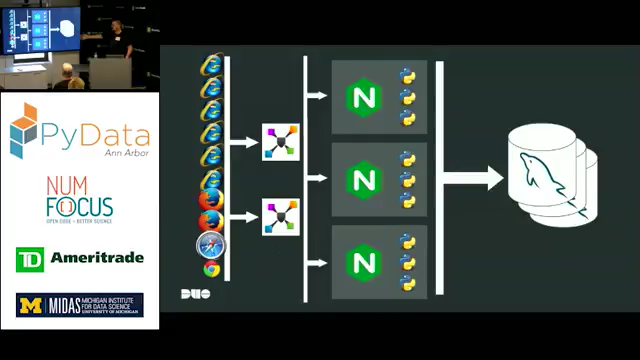 PyData
Ann Arbor
NUM
FOCUS
OPEN CODE = BETTER SCIENCE
TD Ameritrade
M MIDAS MICHIGAN INSTITUTE
FOR DATA SCIENCE
UNIVERSITY OF MICHIGAN
N
N
N
DUO